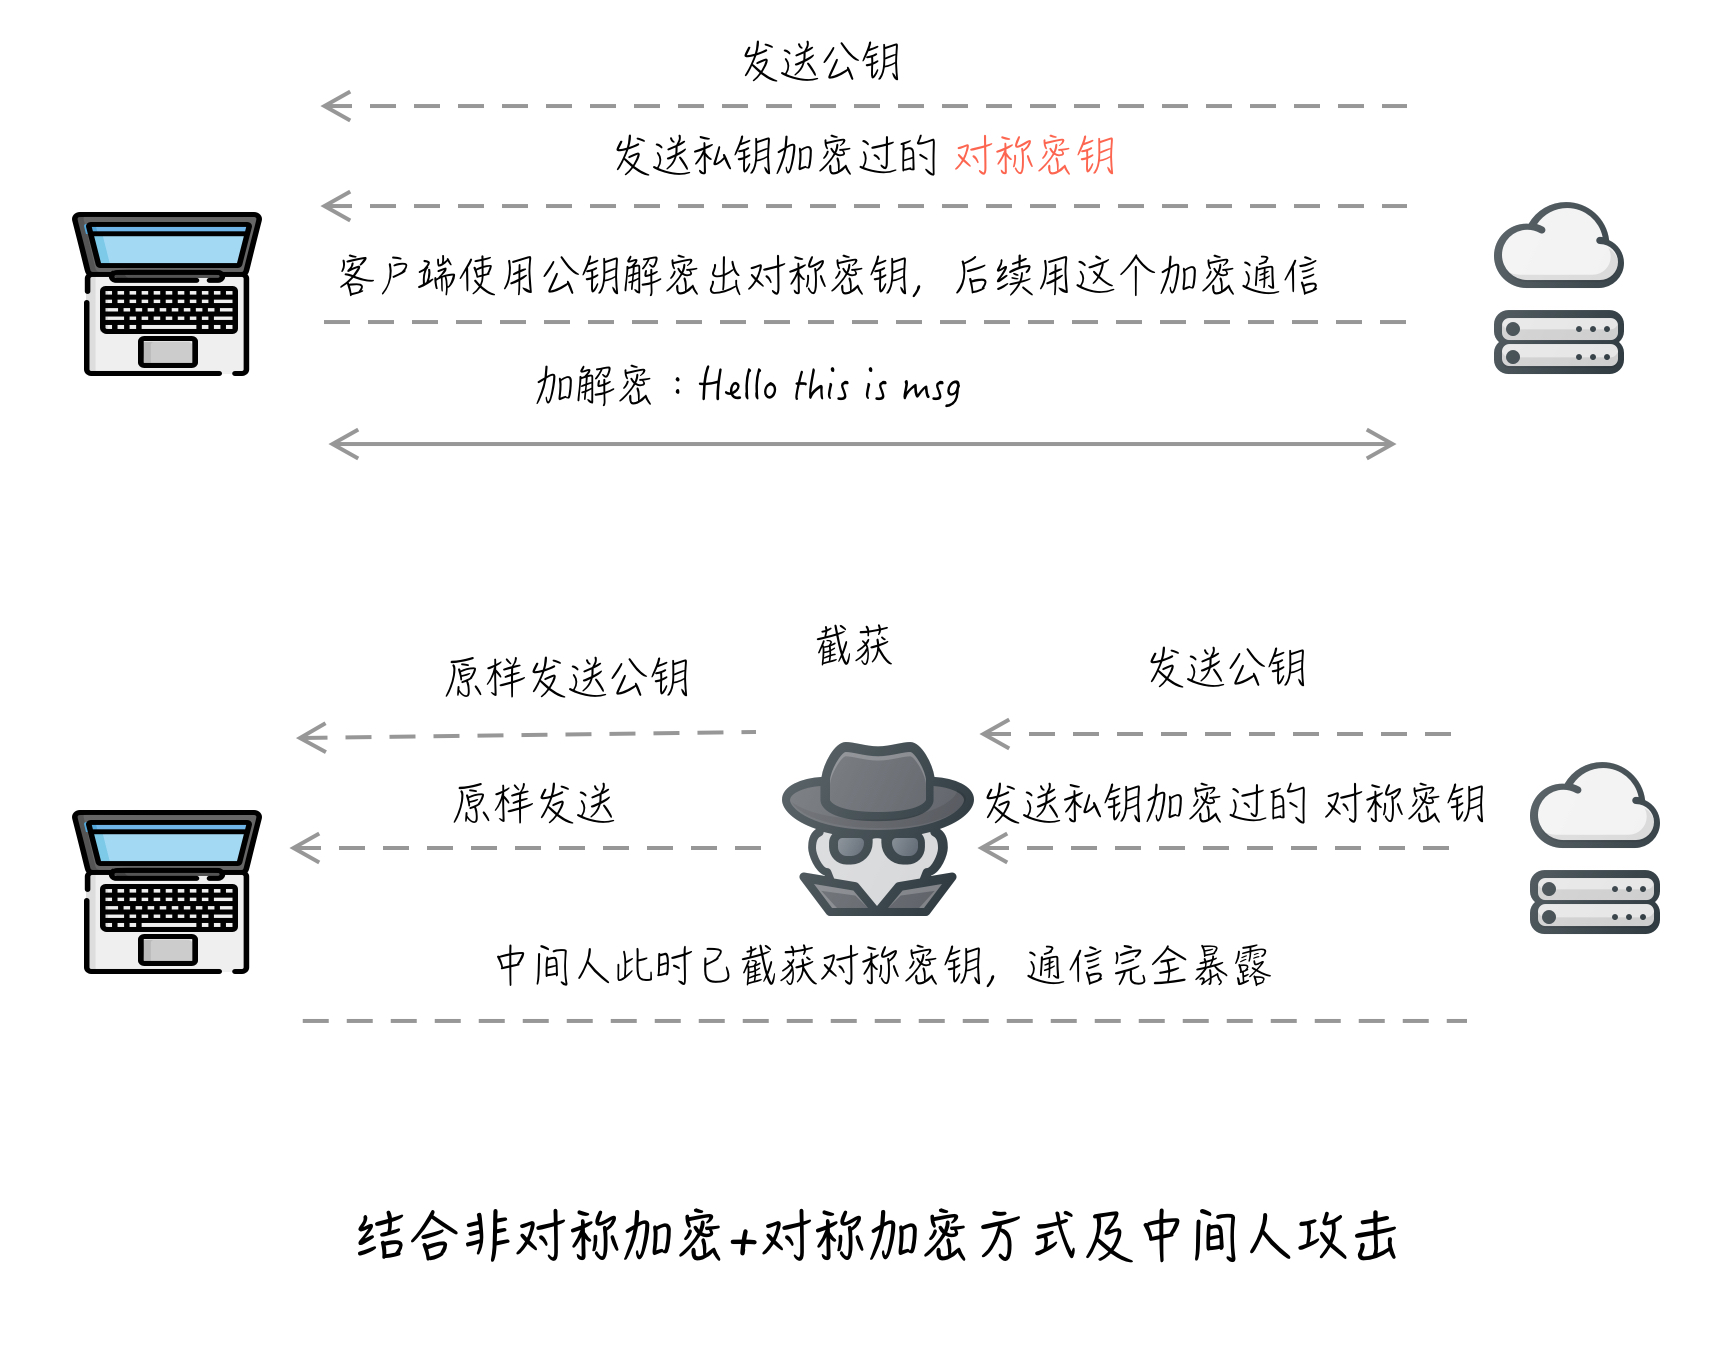 发送公钥
发送私钥加密过的 对称密钥
客户端使用公钥解密出对称密钥，后续用这个加密通信
加解密：Hello this is msg
截获
原样发送公钥
发送公钥
原样发送
发送私钥加密过的 对称密钥
中间人此时已截获对称密钥，通信完全暴露
结合非对称加密+对称加密方式及中间人攻击